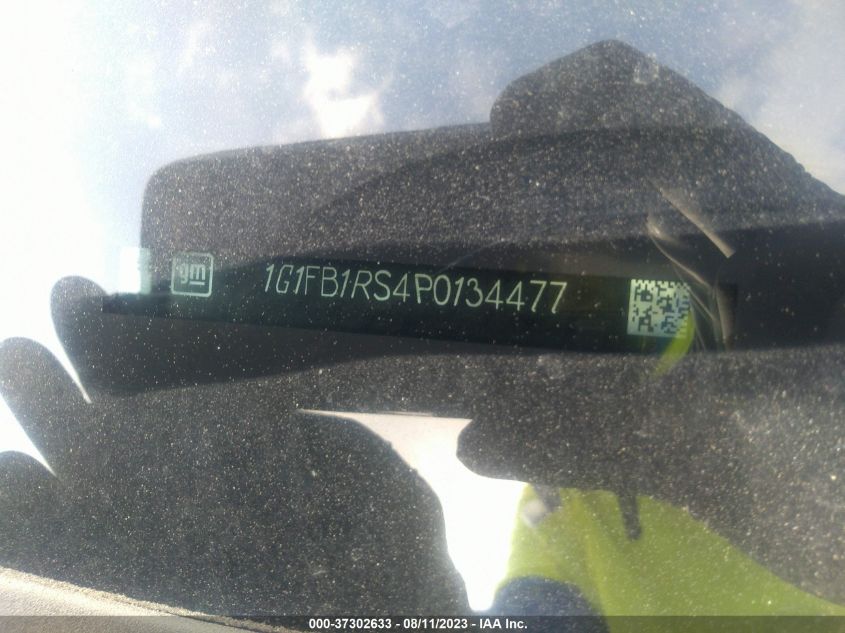 gm 1G1FB1RS4P0134477
000-37302633 - 08/11/2023 - IAA Inc.